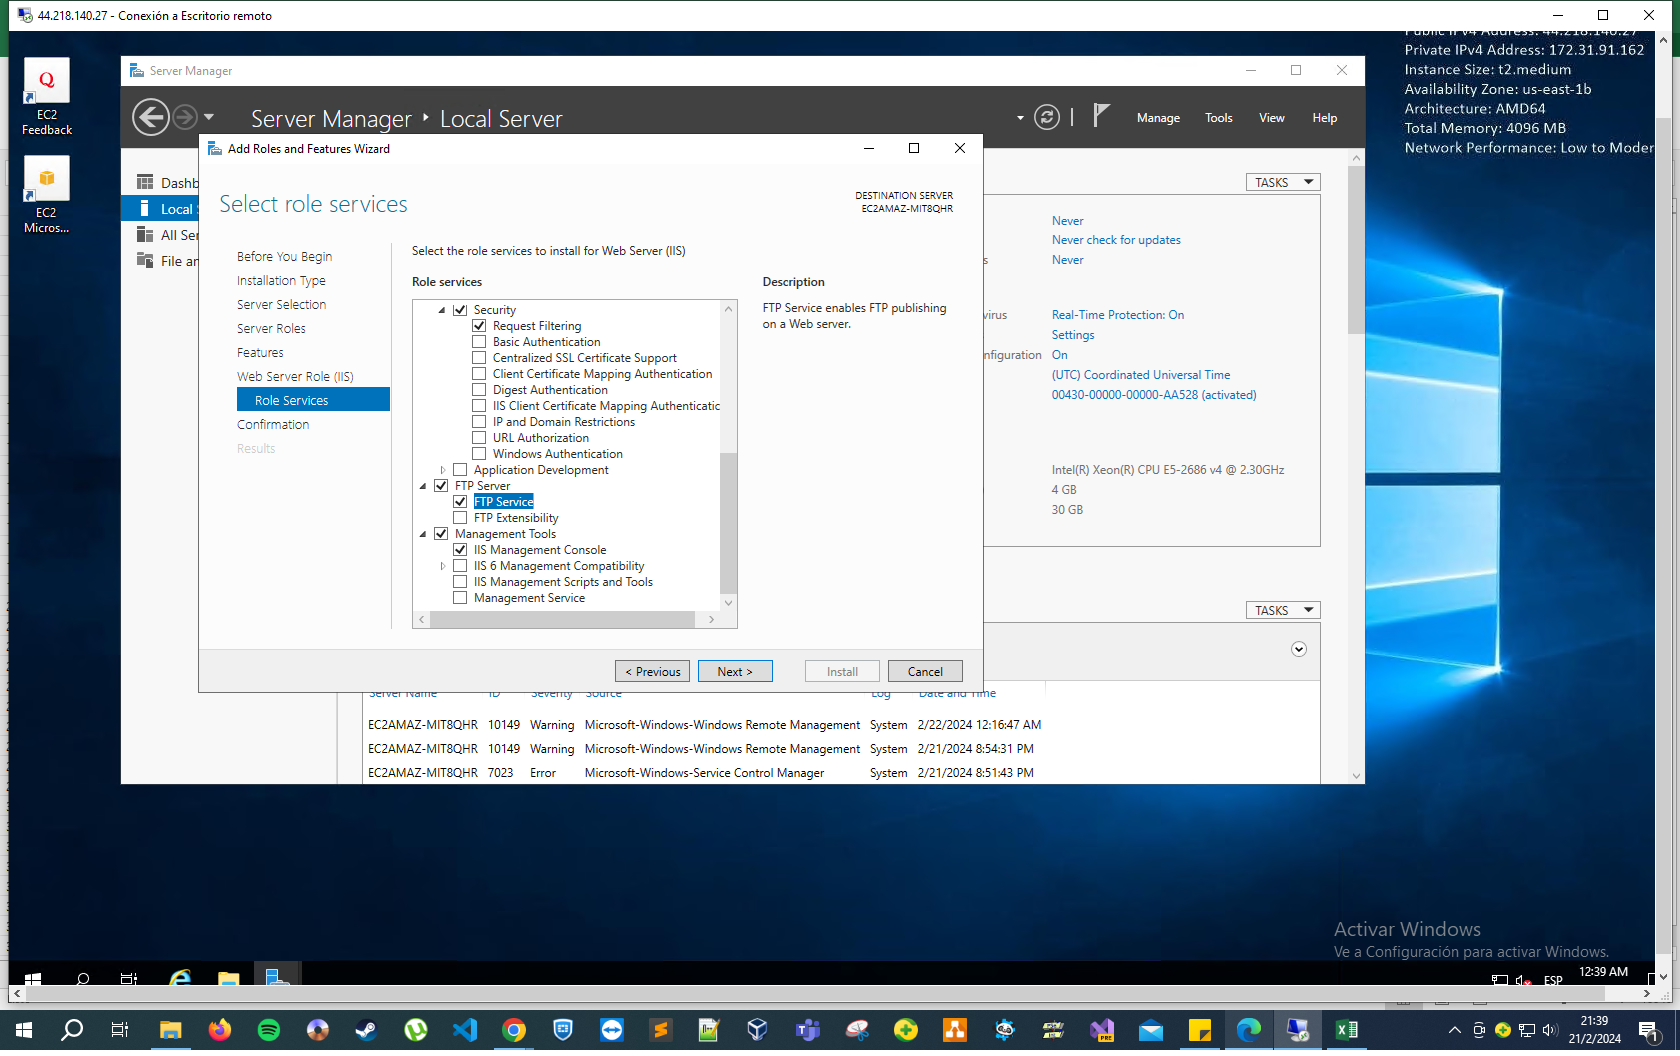 44.218.140.27 - Conexión a Escritorio remoto
Public IPv4 Address: 44.218.140.27
Private IPv4 Address: 172.31.91.162
Instance Size: t2.medium
Availability Zone: us-east-1b
Architecture: AMD64
Total Memory: 4096 MB
Network Performance: Low to Moder
EC2
Feedback
EC2
Micros...
Server Manager
Server Manager
Local Server
Manage
Tools
View
Help
Dashb
Local S
All Ser
File an
Add Roles and Features Wizard
Select role services
DESTINATION SERVER
EC2AMAZ-MIT8QHR
Before You Begin
Installation Type
Server Selection
Server Roles
Features
Web Server Role (IIS)
Role Services
Confirmation
Results
Select the role services to install for Web Server (IIS)
Role services
Security
Request Filtering
Basic Authentication
Centralized SSL Certificate Support
Client Certificate Mapping Authentication
Digest Authentication
IIS Client Certificate Mapping Authenticatic
IP and Domain Restrictions
URL Authorization
Windows Authentication
Application Development
FTP Server
FTP Service
FTP Extensibility
Management Tools
IIS Management Console
IIS 6 Management Compatibility
IIS Management Scripts and Tools
Management Service
Description
FTP Service enables FTP publishing
on a Web server.
< Previous
Next >
Install
Cancel
TASKS
Never
Never check for updates
s
Never
virus
Real-Time Protection: On
Settings
nfiguration
On
(UTC) Coordinated Universal Time
00430-00000-00000-AA528 (activated)
Intel(R) Xeon(R) CPU E5-2686 v4 @ 2.30GHz
4 GB
30 GB
TASKS
Server Name ID Severity Source Log Date and Time
EC2AMAZ-MIT8QHR 10149 Warning Microsoft-Windows-Windows Remote Management System 2/22/2024 12:16:47 AM
EC2AMAZ-MIT8QHR 10149 Warning Microsoft-Windows-Windows Remote Management System 2/21/2024 8:54:31 PM
EC2AMAZ-MIT8QHR 7023 Error Microsoft-Windows-Service Control Manager System 2/21/2024 8:51:43 PM
Activar Windows
Ve a Configuración para activar Windows.
ESP
12:39 AM
21:39
21/2/2024
1